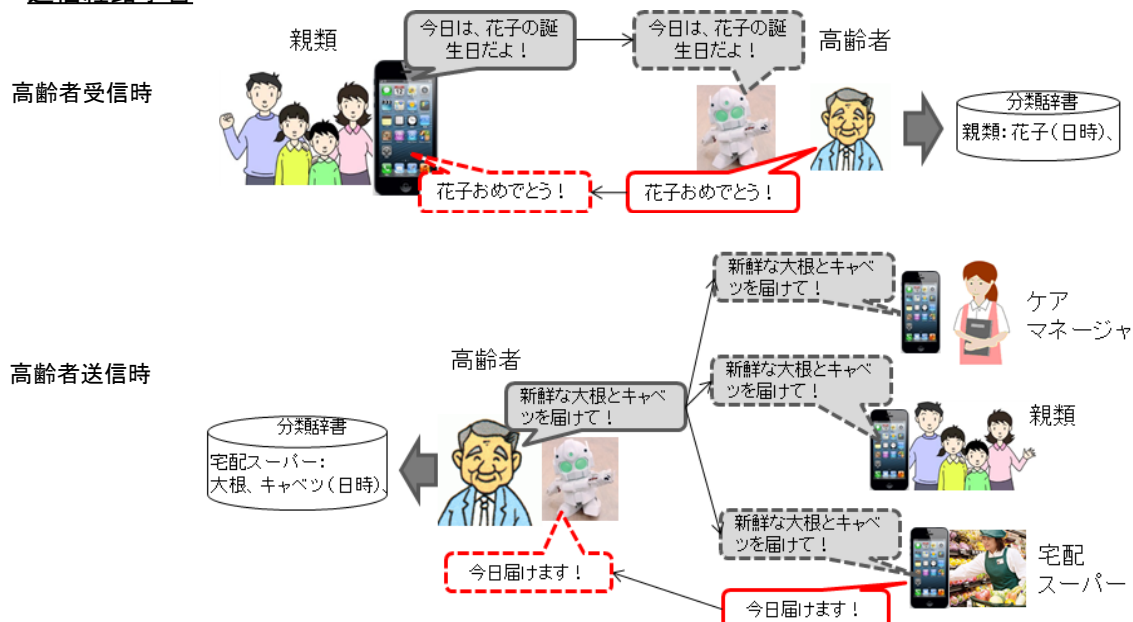 親類
今日は、花子の誕
生日だよ！
今日は、花子の誕
生日だよ！
高齢者
高齢者受信時
分類辞書
親類：花子（日時）、
花子おめでとう！
花子おめでとう！
新鮮な大根とキャベ
ツを届けて！
ケア
マネージャ
高齢者送信時
高齢者
新鮮な大根とキャベ
ツを届けて！
新鮮な大根とキャベ
ツを届けて！
親類
分類辞書
宅配スーパー：
大根、キャベツ（日時）、
新鮮な大根とキャベ
ツを届けて！
宅配
スーパー
今日届けます！
今日届けます！